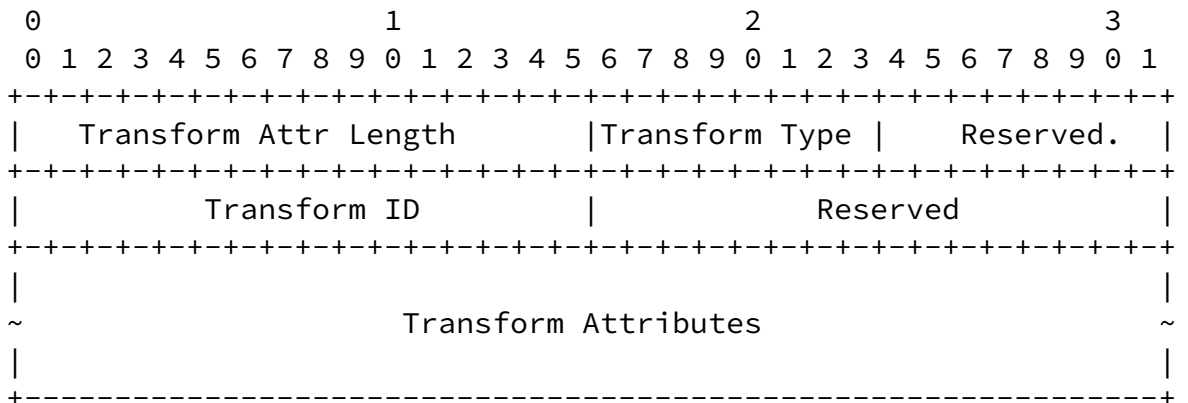 0                   1                   2                   3
 0 1 2 3 4 5 6 7 8 9 0 1 2 3 4 5 6 7 8 9 0 1 2 3 4 5 6 7 8 9 0 1
+-+-+-+-+-+-+-+-+-+-+-+-+-+-+-+-+-+-+-+-+-+-+-+-+-+-+-+-+-+-+-+-+
|   Transform Attr Length       |Transform Type |    Reserved.  |
+-+-+-+-+-+-+-+-+-+-+-+-+-+-+-+-+-+-+-+-+-+-+-+-+-+-+-+-+-+-+-+-+
|          Transform ID         |            Reserved           |
+-+-+-+-+-+-+-+-+-+-+-+-+-+-+-+-+-+-+-+-+-+-+-+-+-+-+-+-+-+-+-+-+
|                                                               |
~                     Transform Attributes                      ~
|                                                               |
+---------------------------------------------------------------+